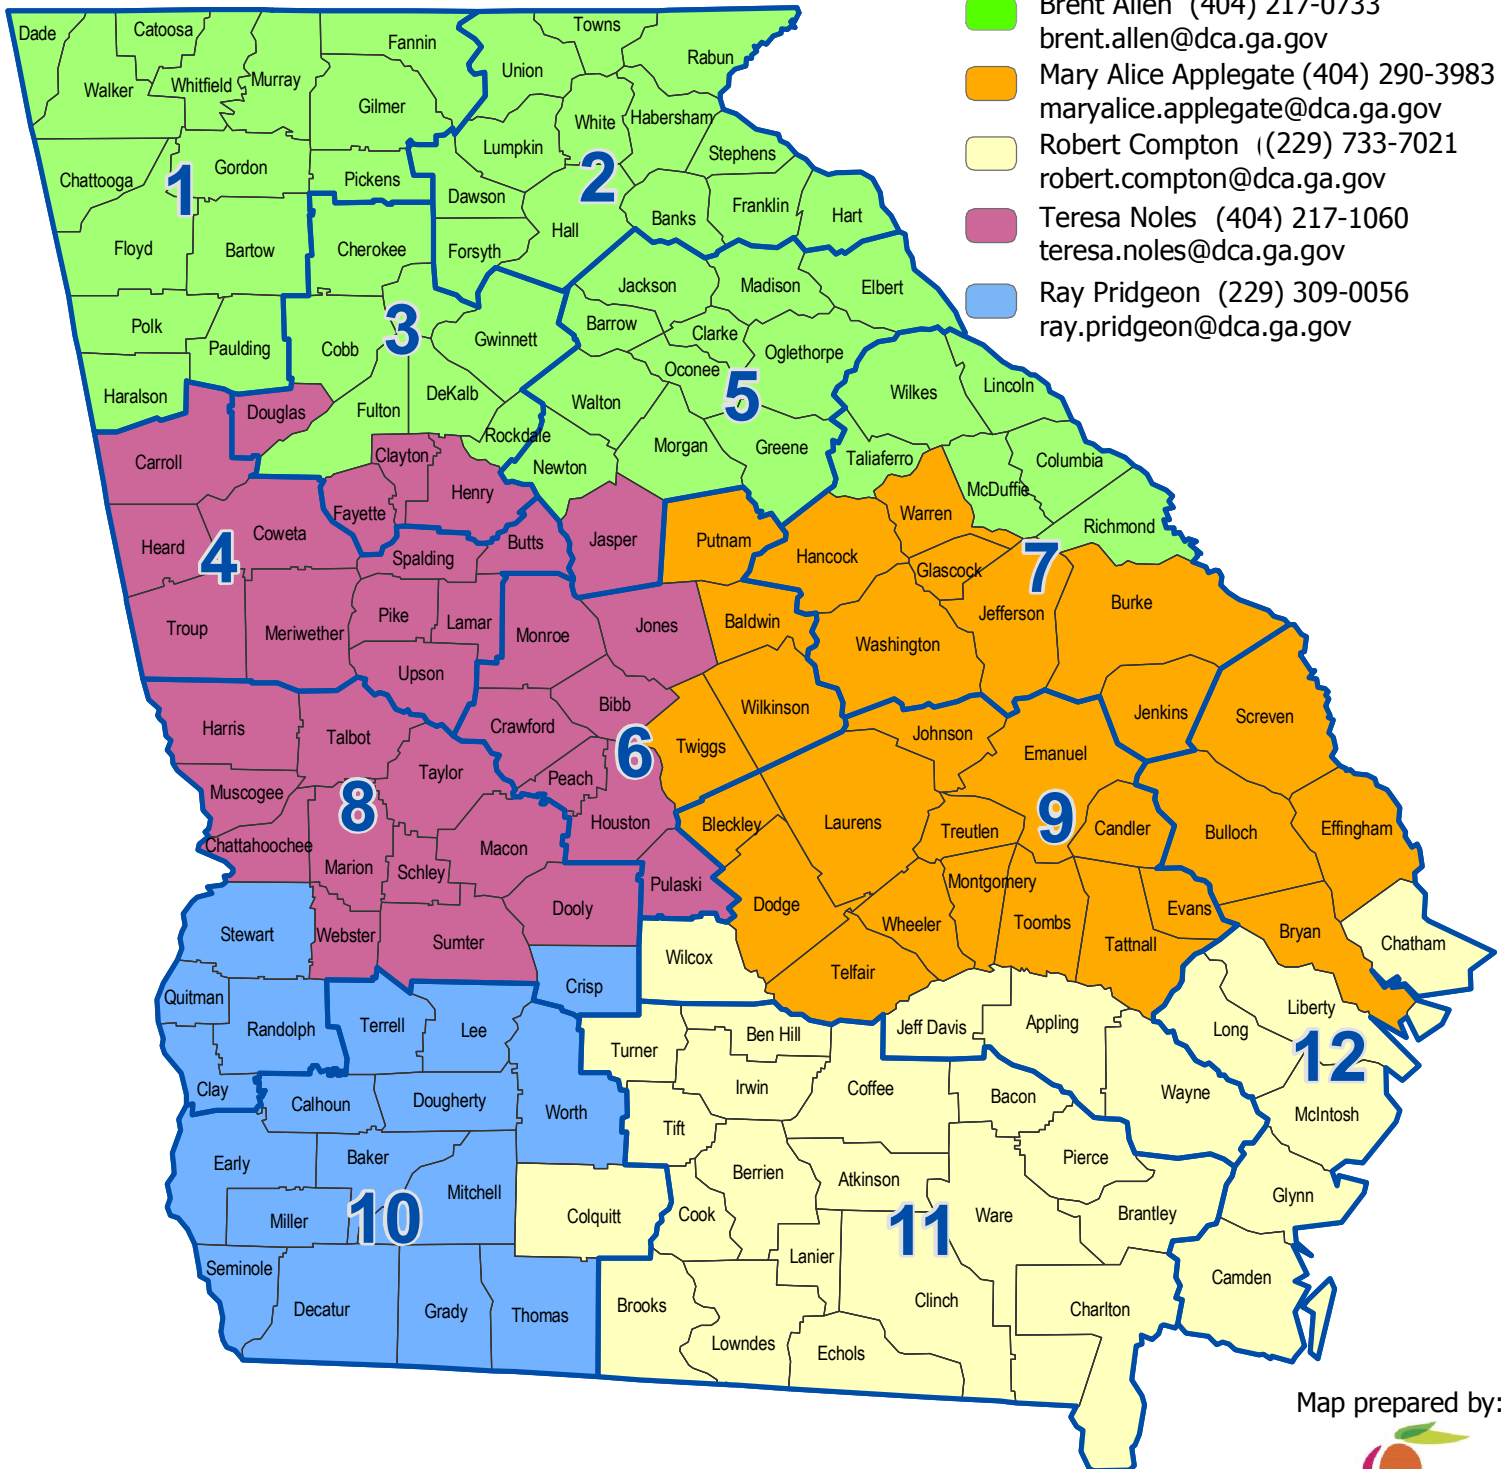 Brent Allen (404) 217-0733
brent.allen@dca.ga.gov
Mary Alice Applegate (404) 290-3983
maryalice.applegate@dca.ga.gov
Robert Compton ((229) 733-7021
robert.compton@dca.ga.gov
Teresa Noles (404) 217-1060
teresa.noles@dca.ga.gov
Ray Pridgeon (229) 309-0056
ray.pridgeon@dca.ga.gov
Dade
Catoosa
Fannin
Towns
Rabun
Union
Walker
Whitfield
Murray
Gilmer
White
Habersham
Lumpkin
Stephens
Chattooga
1
Gordon
Pickens
2
Dawson
Banks
Franklin
Hart
Floyd
Bartow
Cherokee
Forsyth
Hall
Jackson
Madison
Elbert
Polk
Paulding
Cobb
3
Gwinnett
Barrow
Clarke
Oglethorpe
Oconee
5
Haralson
Douglas
Fulton
DeKalb
Walton
Wilkes
Lincoln
Rockdale
Newton
Morgan
Greene
Taliaferro
Columbia
Carroll
Clayton
Henry
McDuffie
Fayette
Warren
Richmond
Heard
4
Coweta
Spalding
Butts
Jasper
Putnam
Hancock
Glascock
7
Troup
Meriwether
Pike
Lamar
Monroe
Jones
Baldwin
Washington
Jefferson
Burke
Upson
Harris
Talbot
Crawford
Bibb
6
Twiggs
Wilkinson
Johnson
Emanuel
Jenkins
Screven
Muscogee
8
Taylor
Peach
Houston
Bleckley
Laurens
Treutlen
9
Candler
Bulloch
Effingham
Chattahoochee
Marion
Schley
Macon
Pulaski
Dodge
Montgomery
Wheeler
Toombs
Evans
Tattnall
Bryan
Stewart
Webster
Sumter
Dooly
Wilcox
Telfair
Chatham
Quitman
Randolph
Terrell
Lee
Crisp
Turner
Ben Hill
Jeff Davis
Appling
Long
Liberty
12
Clay
Calhoun
Dougherty
Worth
Irwin
Coffee
Bacon
Wayne
McIntosh
Tift
Early
Baker
Mitchell
Berrien
Atkinson
Pierce
Miller
10
Colquitt
Cook
11
Ware
Brantley
Glynn
Seminole
Decatur
Grady
Thomas
Brooks
Lanier
Clinch
Charlton
Camden
Lowndes
Echols
Map prepared by: